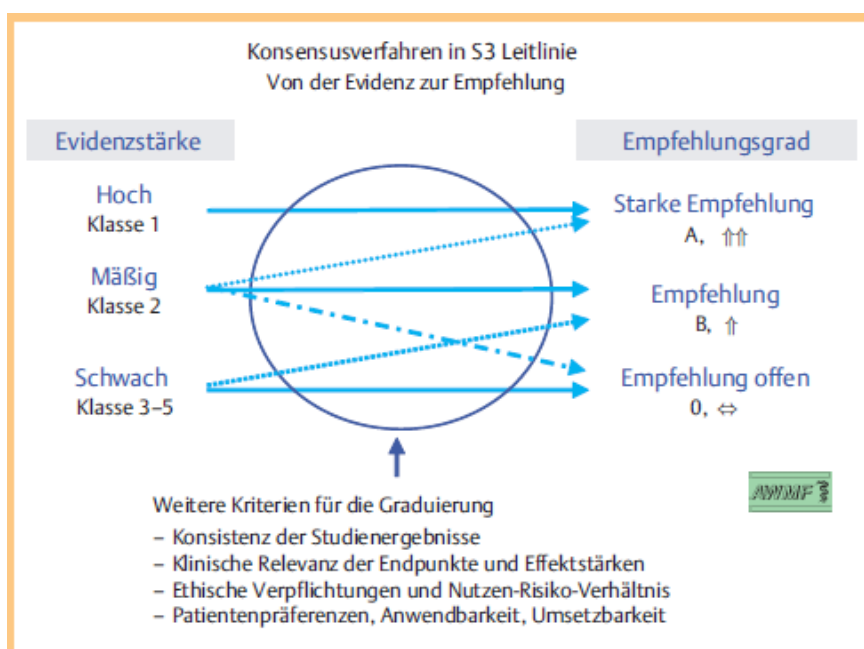 Konsensusverfahren in S3 Leitlinie
Von der Evidenz zur Empfehlung
Evidenzstärke
Empfehlungsgrad
Hoch
Klasse 1
Starke Empfehlung
A, ⇑⇑
Mäßig
Klasse 2
Empfehlung
B, ⇑
Schwach
Klasse 3–5
Empfehlung offen
0, ⇔
Weitere Kriterien für die Graduierung
– Konsistenz der Studienergebnisse
– Klinische Relevanz der Endpunkte und Effektstärken
– Ethische Verpflichtungen und Nutzen-Risiko-Verhältnis
– Patientenpräferenzen, Anwendbarkeit, Umsetzbarkeit
AWMF